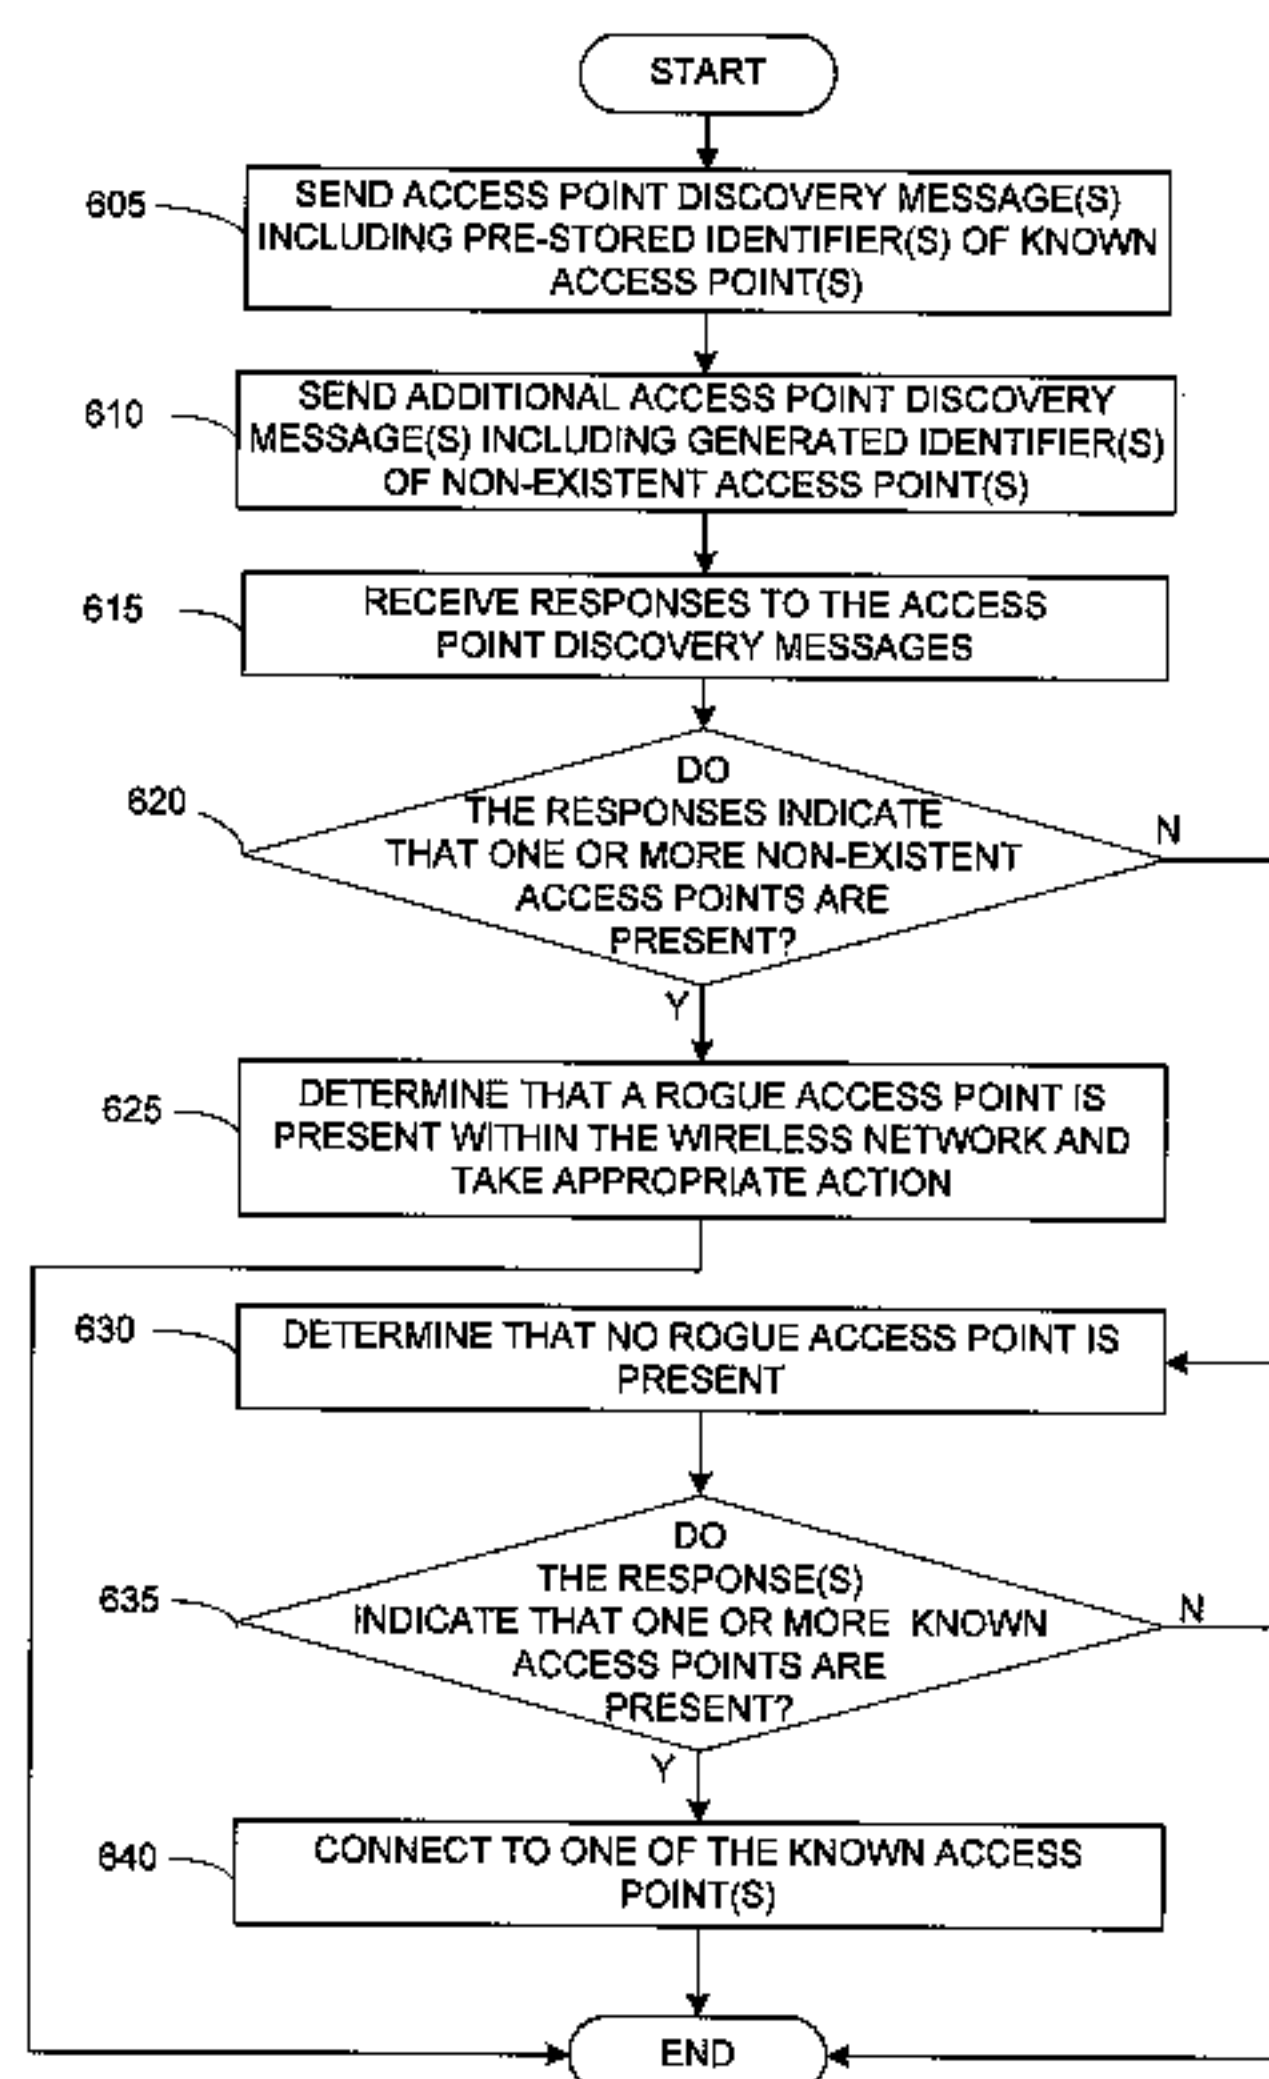 START
605
SEND ACCESS POINT DISCOVERY MESSAGE(S)
INCLUDING PRE-STORED IDENTIFIER(S) OF KNOWN
ACCESS POINT(S)
610
SEND ADDITIONAL ACCESS POINT DISCOVERY
MESSAGE(S) INCLUDING GENERATED IDENTIFIER(S)
OF NON-EXISTENT ACCESS POINT(S)
615
RECEIVE RESPONSES TO THE ACCESS
POINT DISCOVERY MESSAGES
620
DO
THE RESPONSES INDICATE
THAT ONE OR MORE NON-EXISTENT
ACCESS POINTS ARE
PRESENT?
N
Y
625
DETERMINE THAT A ROGUE ACCESS POINT IS
PRESENT WITHIN THE WIRELESS NETWORK AND
TAKE APPROPRIATE ACTION
630
DETERMINE THAT NO ROGUE ACCESS POINT IS
PRESENT
635
DO
THE RESPONSE(S)
INDICATE THAT ONE OR MORE KNOWN
ACCESS POINTS ARE
PRESENT?
N
Y
640
CONNECT TO ONE OF THE KNOWN ACCESS
POINT(S)
END